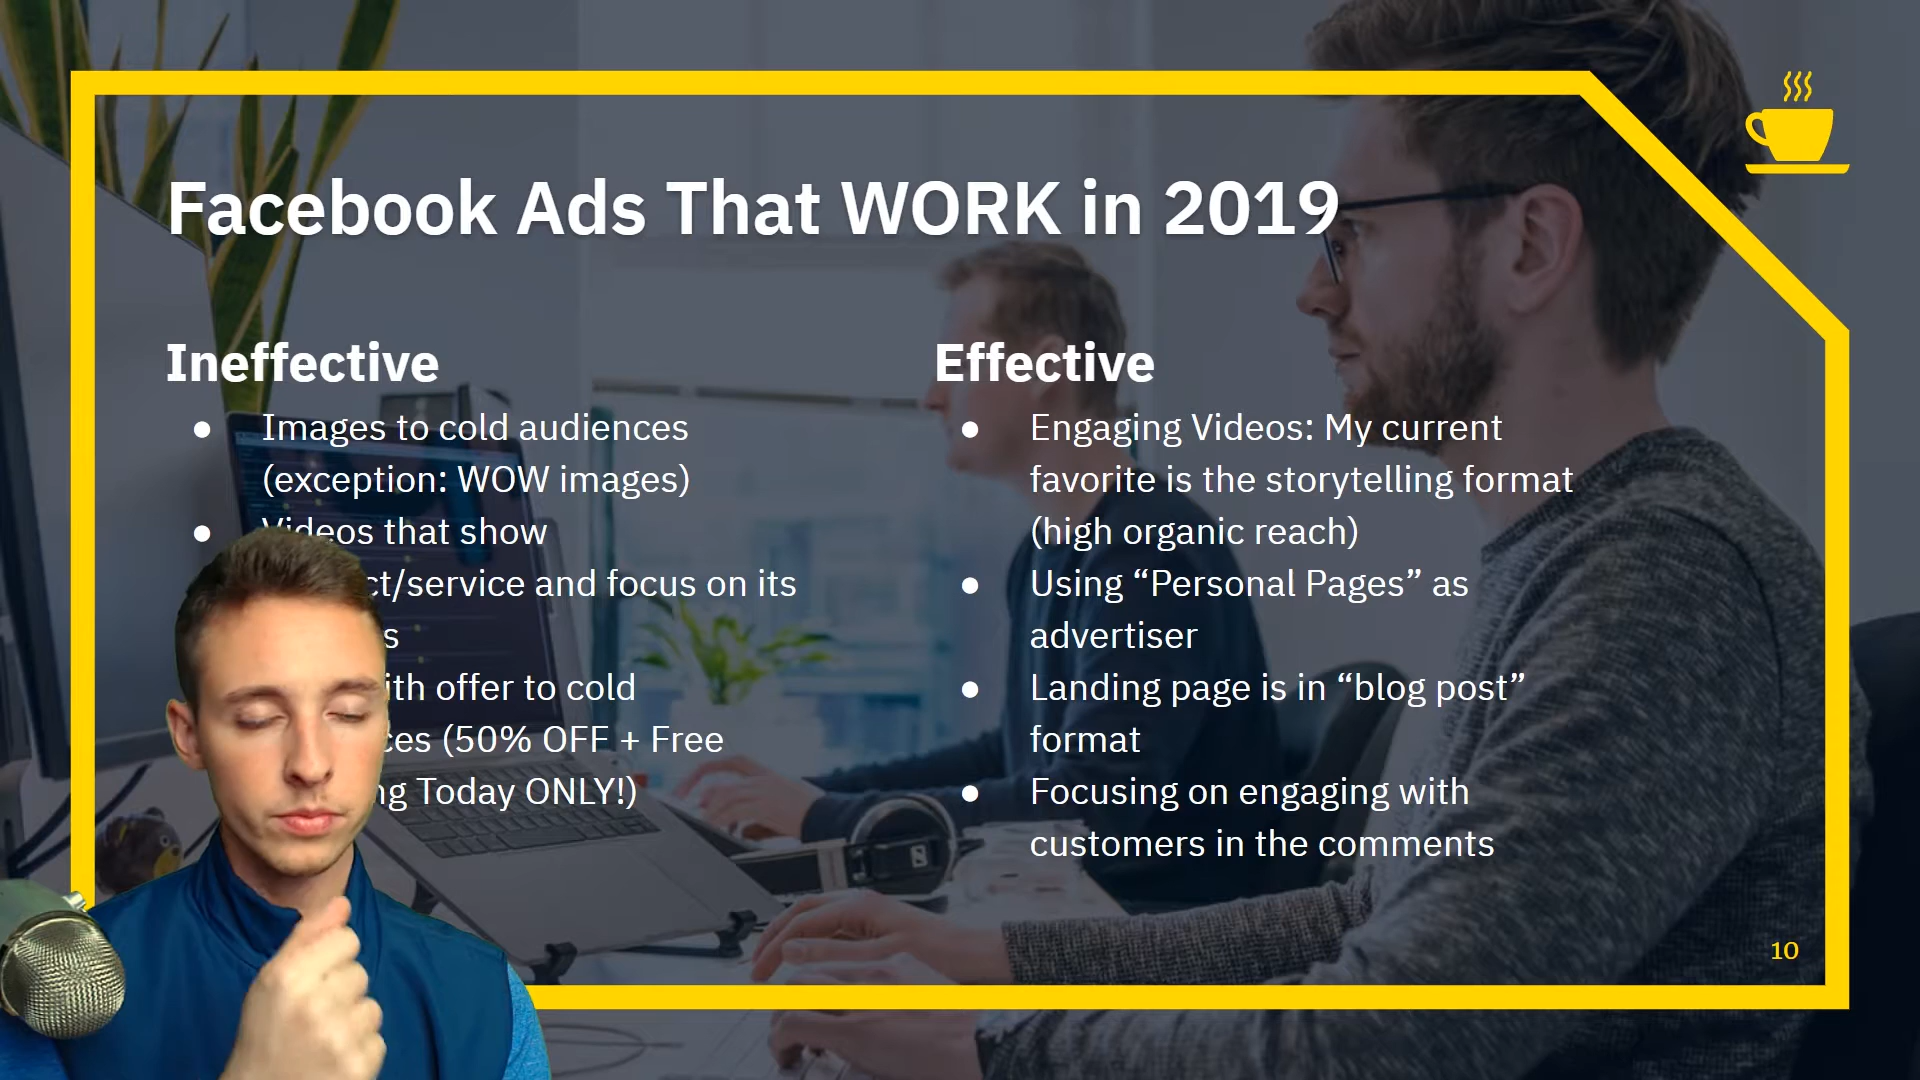 Facebook Ads That WORK in 2019
Ineffective
● Images to cold audiences
(exception: WOW images)
● Videos that show
ct/service and focus on its
s
ith offer to cold
ces (50% OFF + Free
ng Today ONLY!)
Effective
● Engaging Videos: My current
favorite is the storytelling format
(high organic reach)
● Using “Personal Pages” as
advertiser
● Landing page is in “blog post”
format
● Focusing on engaging with
customers in the comments
10